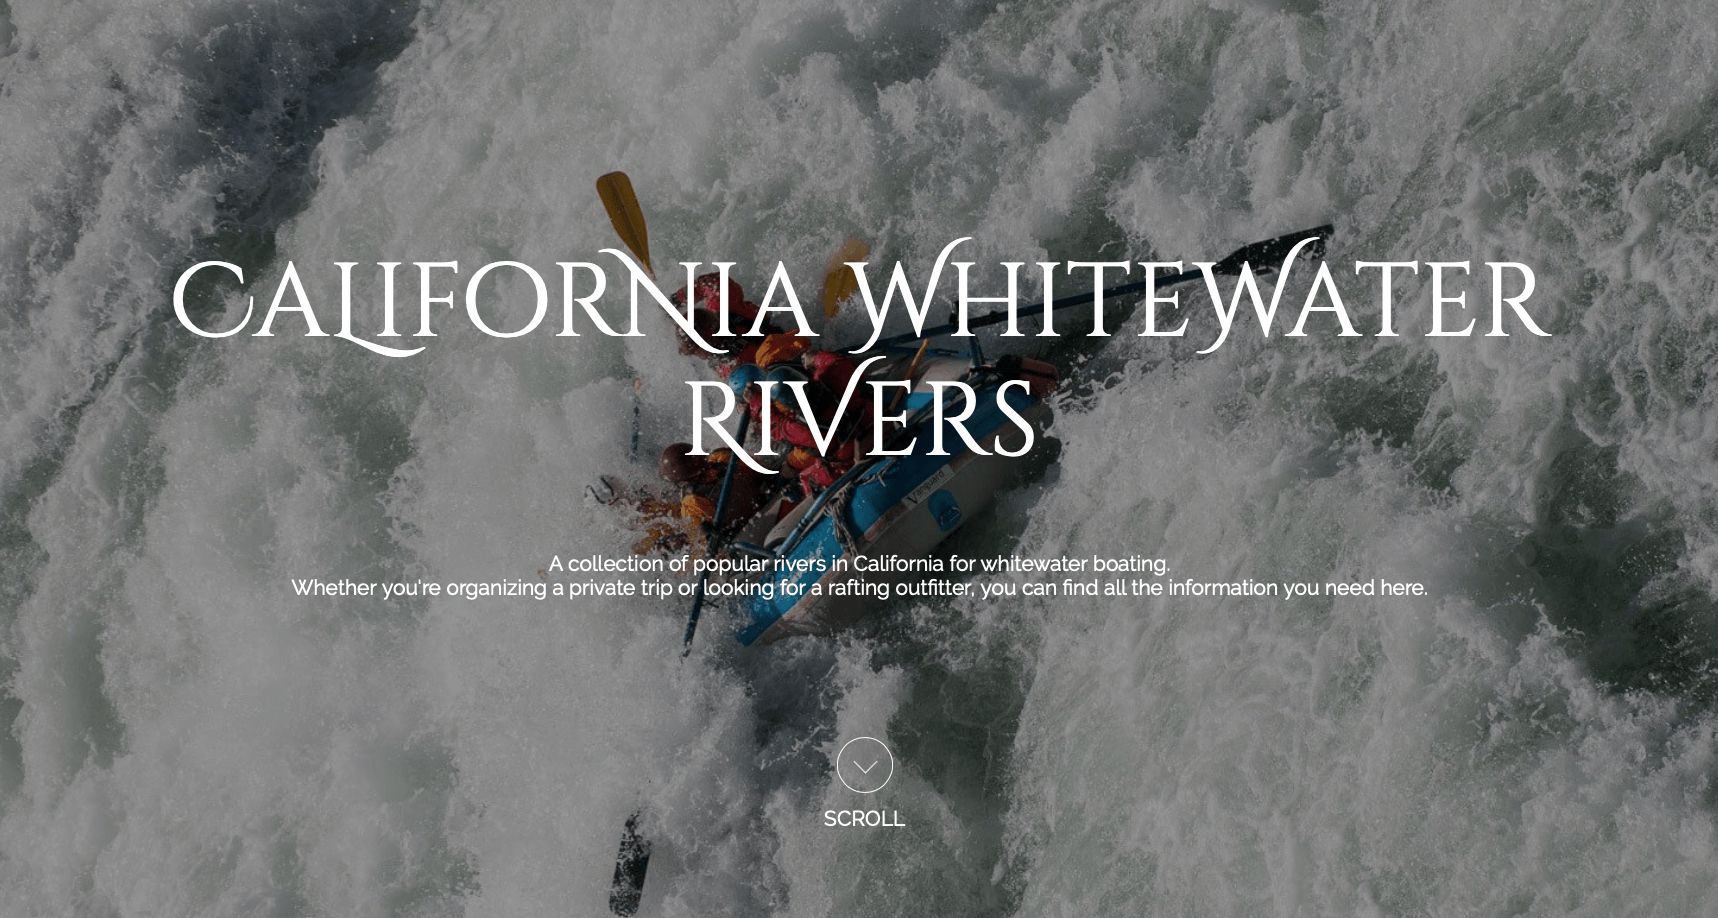 CALIFORNIA WHITEWATER
RIVERS
Vanguard
A collection of popular rivers in California for whitewater boating.
Whether you're organizing a private trip or looking for a rafting outfitter, you can find all the information you need here.
SCROLL